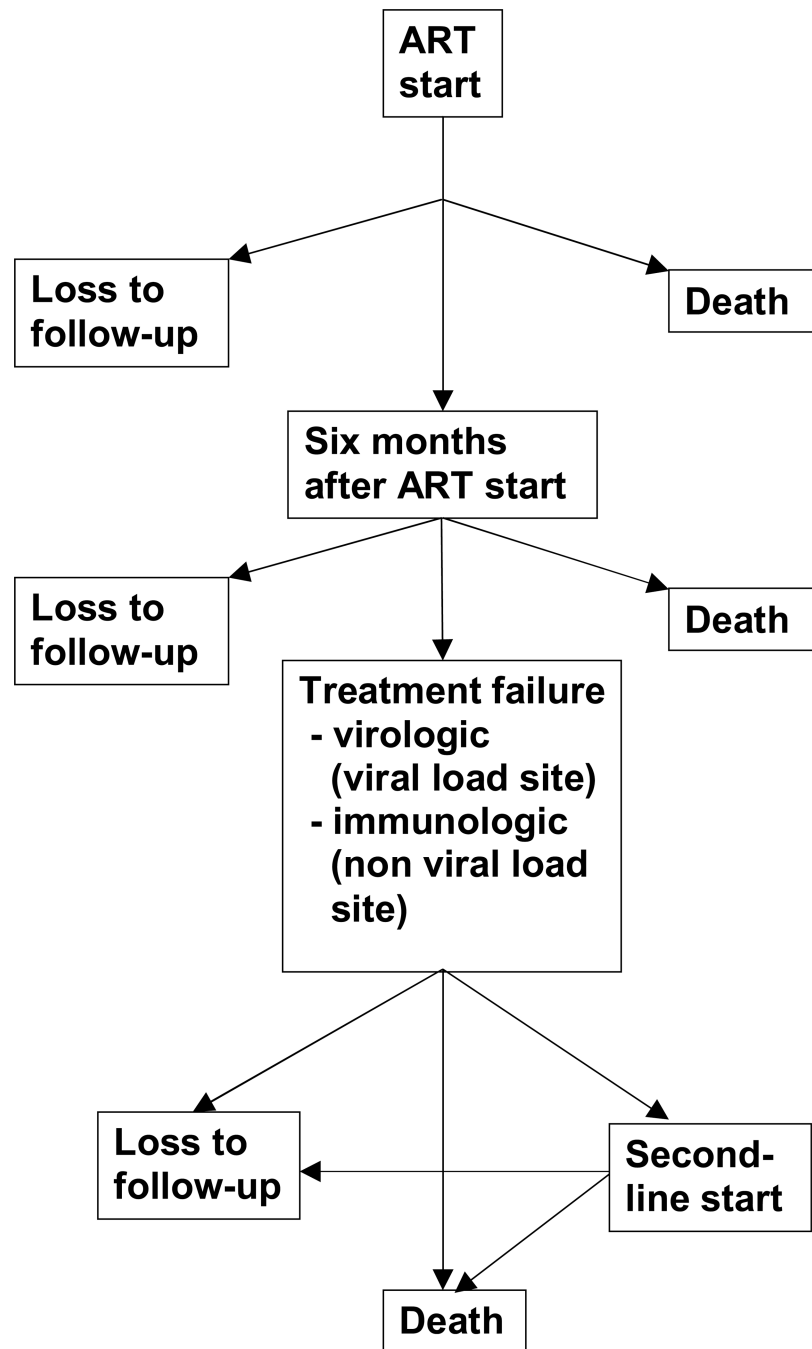 ART
start
Loss to
follow-up
Death
Six months
after ART start
Loss to
follow-up
Death
Treatment failure
- virologic
(viral load site)
- immunologic
(non viral load
site)
Loss to
follow-up
Second-
line start
Death